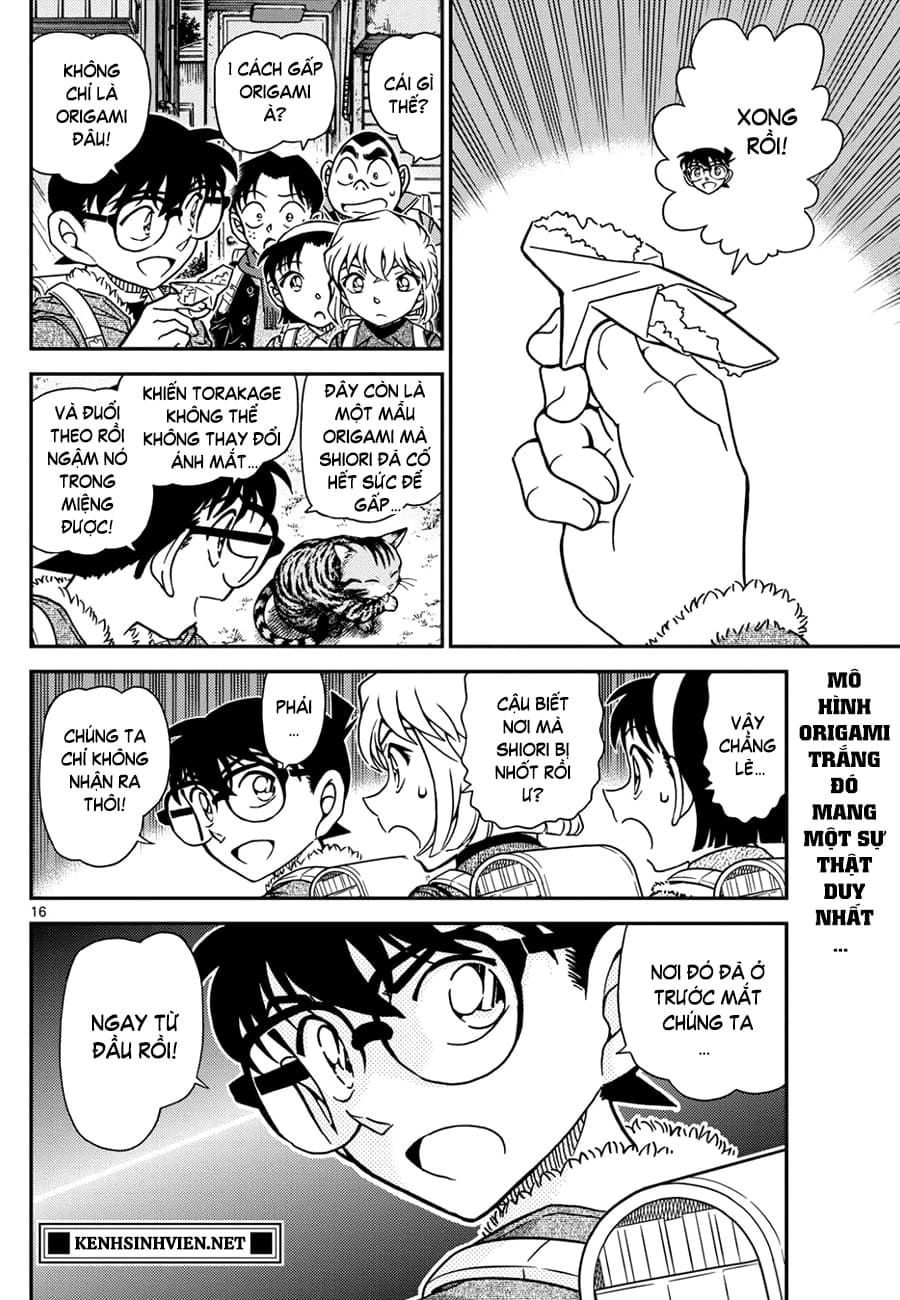 XONG
RỒI!
CÁI GÌ
THẾ?
1 CÁCH GẤP
ORIGAMI
À?
KHÔNG
CHỈ LÀ
ORIGAMI
ĐÂU!
ĐÂY CÒN LÀ
MỘT MẨU
ORIGAMI MÀ
SHIORI ĐÃ CỐ
HẾT SỨC ĐỂ
GẤP...
KHIẾN TORAKAGE
KHÔNG THỂ
KHÔNG THAY ĐỔI
ÁNH MẮT...
VÀ ĐUỔI
THEO RỒI
NGẬM NÓ
TRONG
MIỆNG
ĐƯỢC!
VẬY
CHẲNG
LẼ...
CẬU BIẾT
NƠI MÀ
SHIORI BỊ
NHỐT RỒI
Ư?
PHẢI
...
CHÚNG TA
CHỈ KHÔNG
NHẬN RA
THÔI!
MÔ
HÌNH
ORIGAMI
TRẮNG
ĐÓ
MANG
MỘT SỰ
THẬT
DUY
NHẤT
...
16
NƠI ĐÓ ĐÃ Ở
TRƯỚC MẮT
CHÚNG TA
...
NGAY TỪ
ĐẦU RỒI!
KENHSINHVIEN.NET